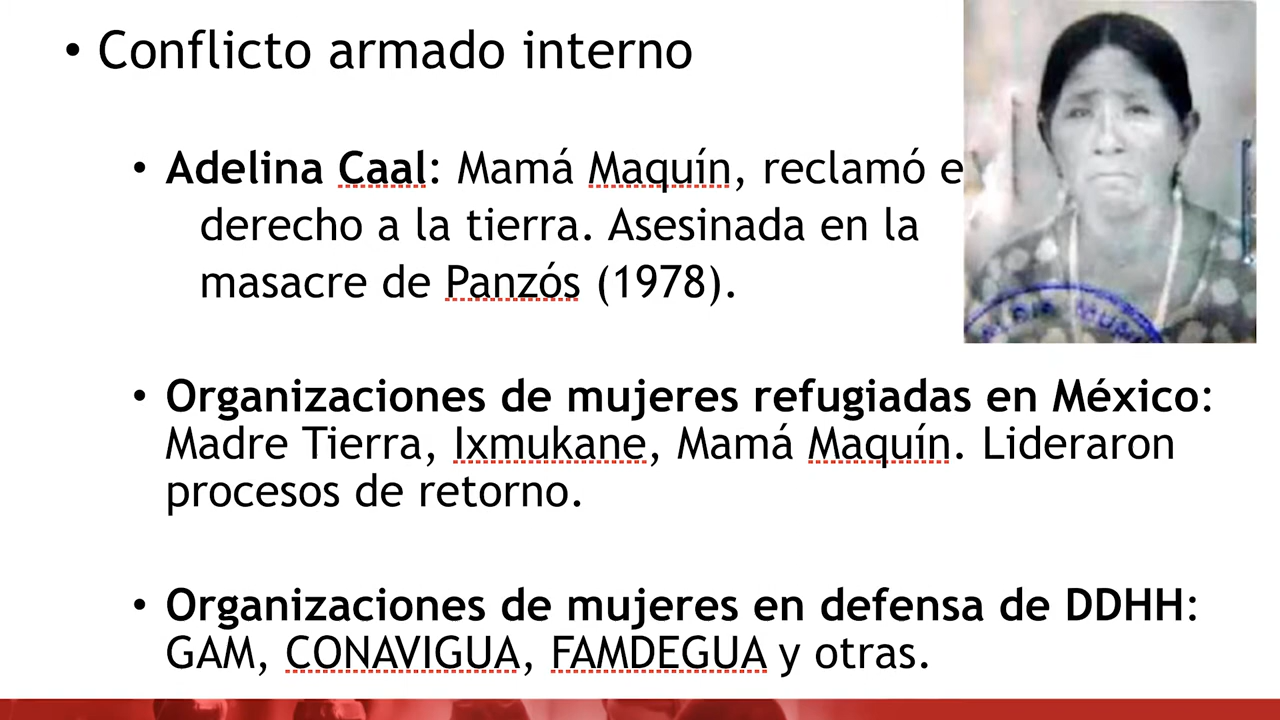 • Conflicto armado interno
• Adelina Caal: Mamá Maquín, reclamó e
derecho a la tierra. Asesinada en la
masacre de Panzós (1978).
• Organizaciones de mujeres refugiadas en México:
Madre Tierra, Ixmukane, Mamá Maquín. Lideraron
procesos de retorno.
• Organizaciones de mujeres en defensa de DDHH:
GAM, CONAVIGUA, FAMDEGUA y otras.